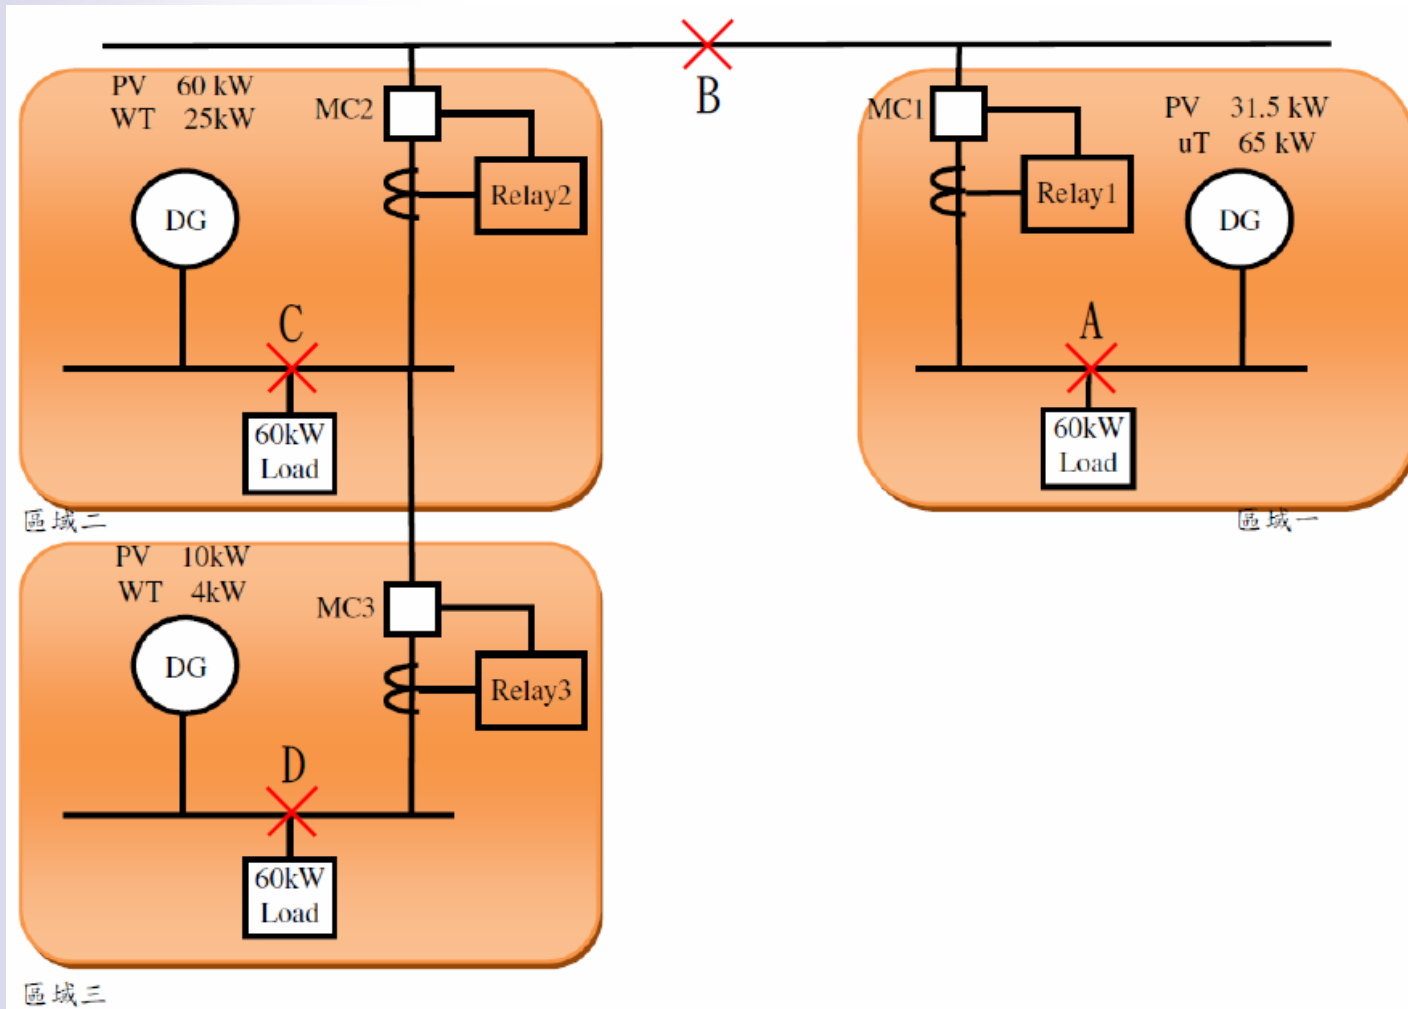 B
PV 60 kW
WT 25kW
MC2
Relay2
DG
C
60kW
Load
區域二
MC1
PV 31.5 kW
uT 65 kW
Relay1
DG
A
60kW
Load
區域一
PV 10kW
WT 4kW
MC3
DG
Relay3
D
60kW
Load
區域三